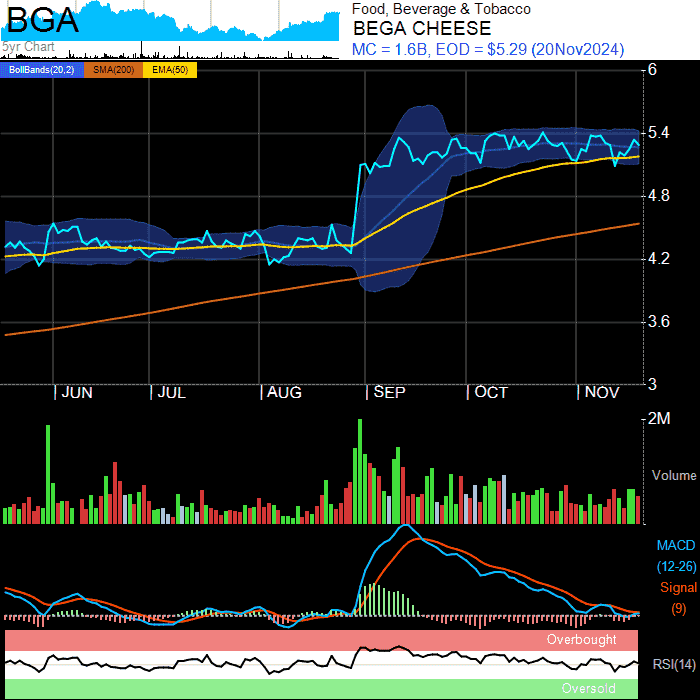 BGA
5yr Chart
Food, Beverage & Tobacco
BEGA CHEESE
MC = 1.6B, EOD = $5.29 (20Nov2024)
BollBands(20,2) SMA(200) EMA(50)
6
5.4
4.8
4.2
3.6
3
| JUN | JUL | AUG | SEP | OCT | NOV
2M
Volume
MACD
(12-26)
Signal
(9)
Overbought
RSI(14)
Oversold